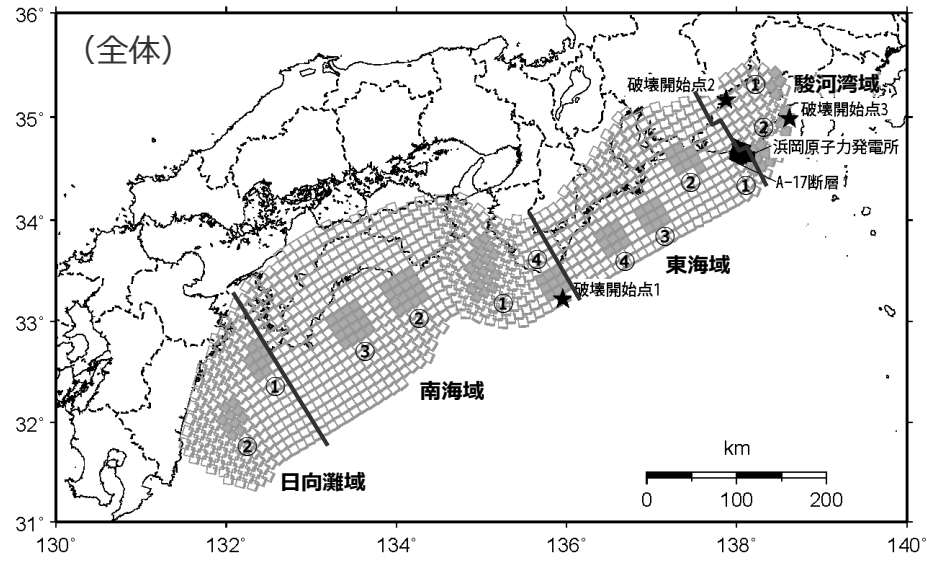 36°
(全体)
破壊開始点2
①
駿河湾域
35°
破壊開始点3
②
浜岡原子力発電所
②
①
A-17断層
34°
③
④
④
東海域
破壊開始点1
①
33°
②
③
①
南海域
32°
②
日向灘域
km
0 100 200
31°
130° 132° 134° 136° 138° 140°